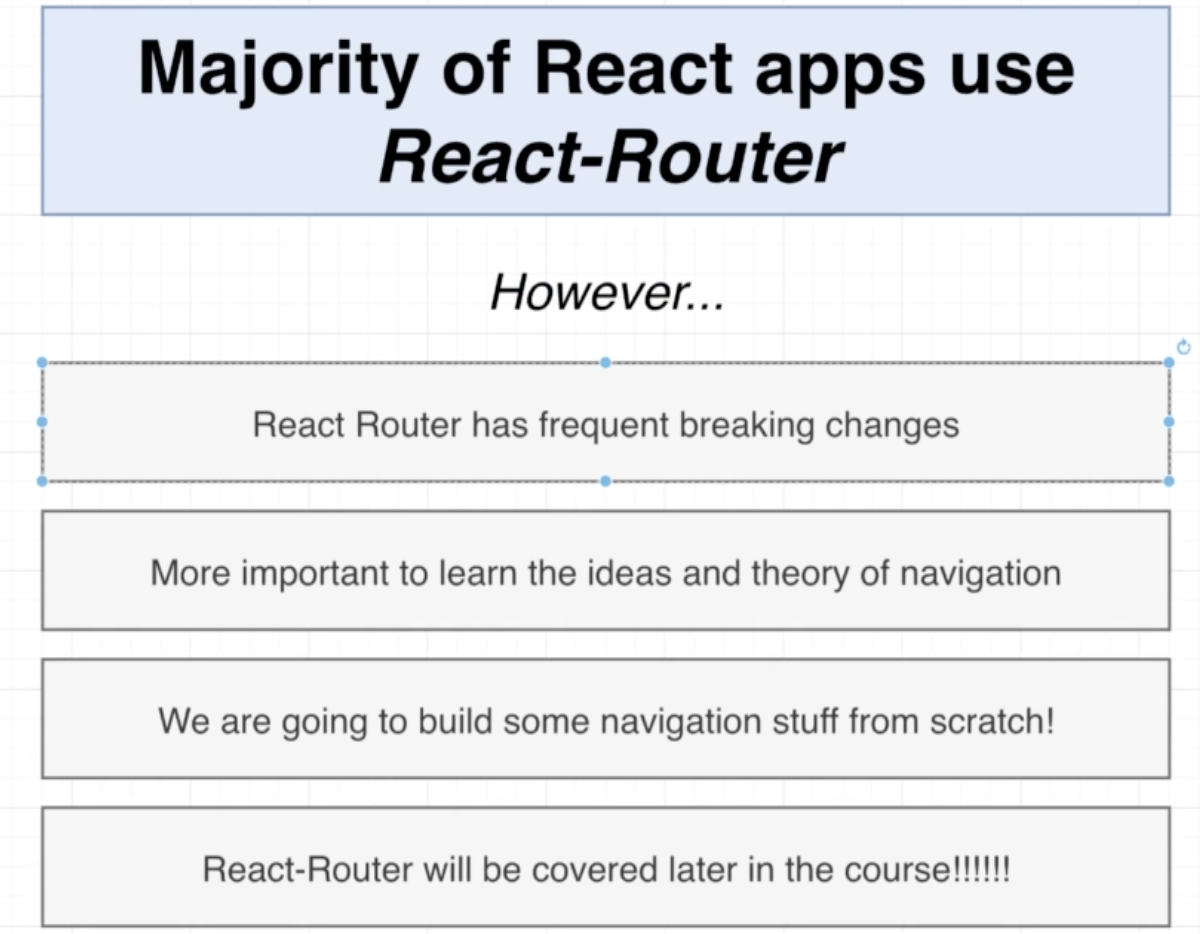 Majority of React apps use
React-Router
However...
React Router has frequent breaking changes
More important to learn the ideas and theory of navigation
We are going to build some navigation stuff from scratch!
React-Router will be covered later in the course!!!!!!